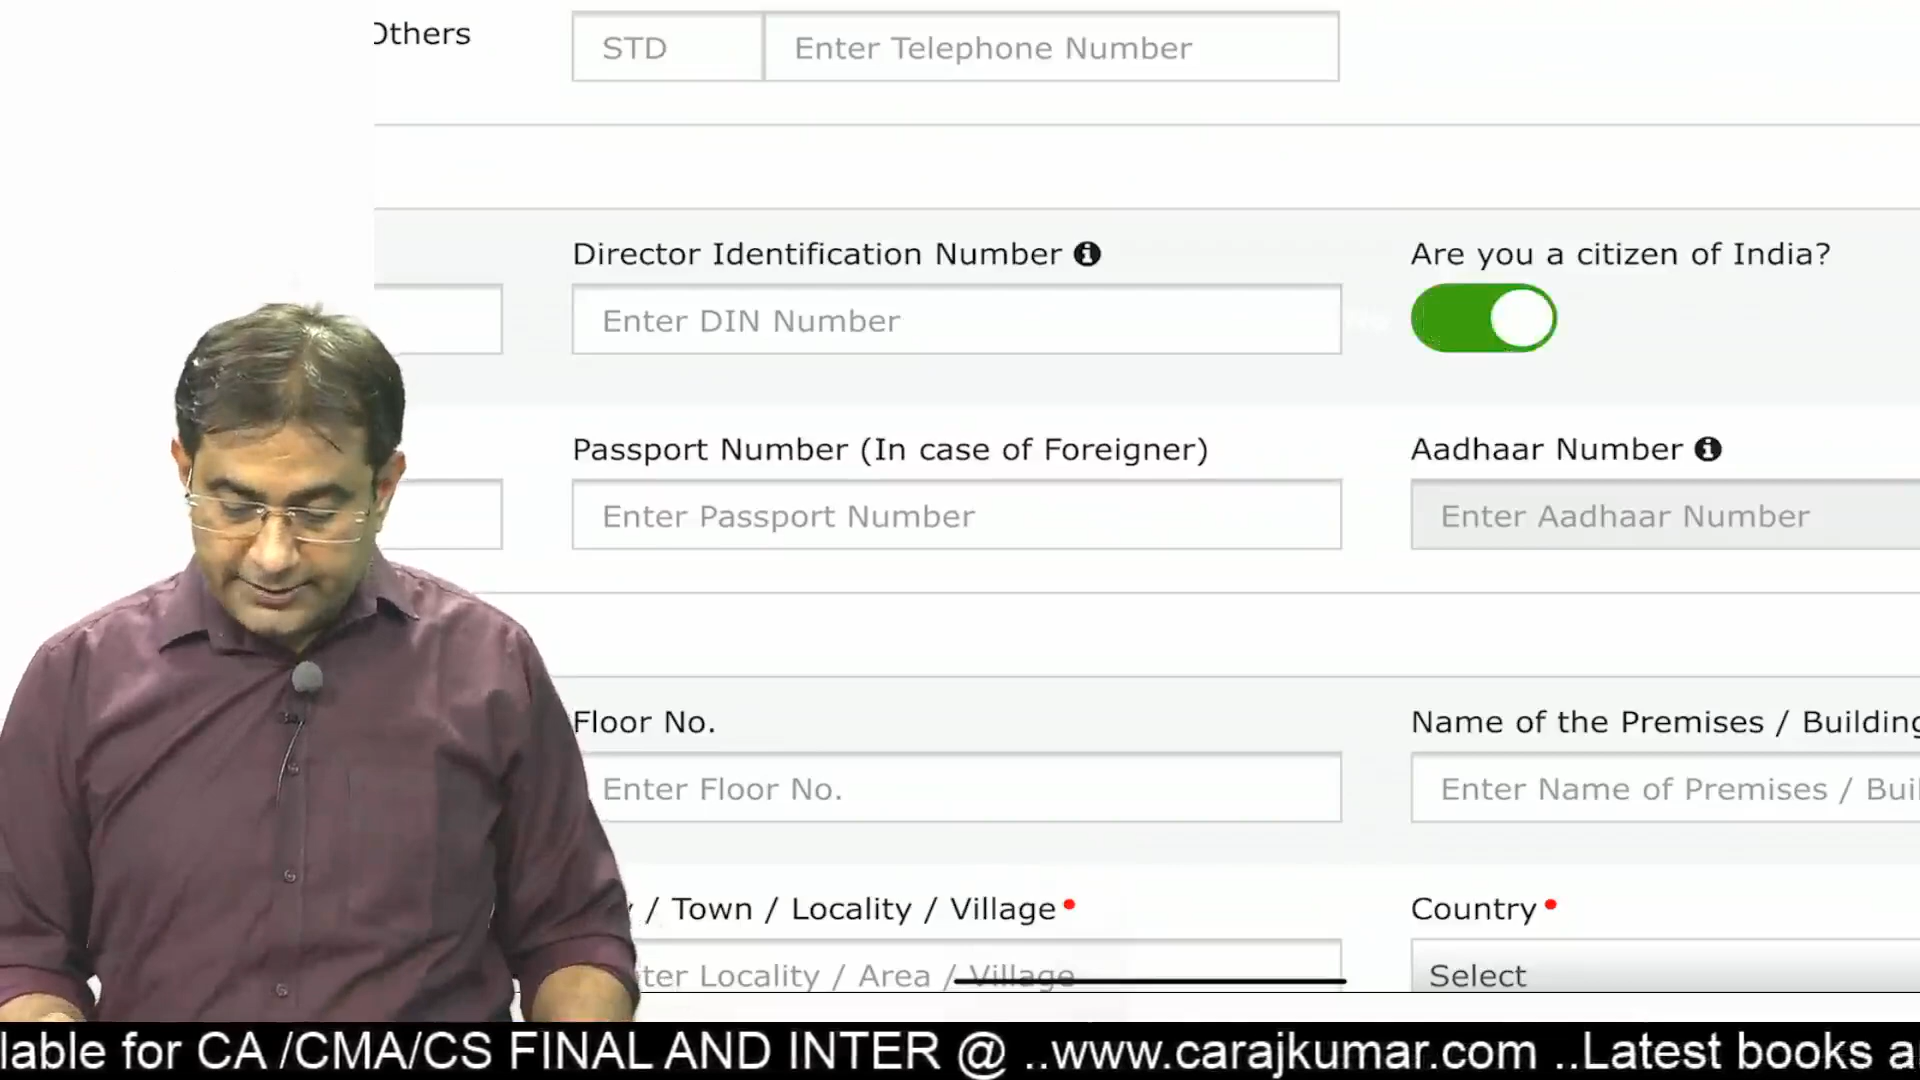 Others
STD
Enter Telephone Number
Director Identification Number
Are you a citizen of India?
Enter DIN Number
Passport Number (In case of Foreigner)
Aadhaar Number
Enter Passport Number
Enter Aadhaar Number
Floor No.
Name of the Premises / Building
Enter Floor No.
Enter Name of Premises / Buil
/ Town / Locality / Village
Country
ter Locality / Area / Village
Select
lable for CA /CMA/CS FINAL AND INTER @ ..www.carajkumar.com ..Latest books a